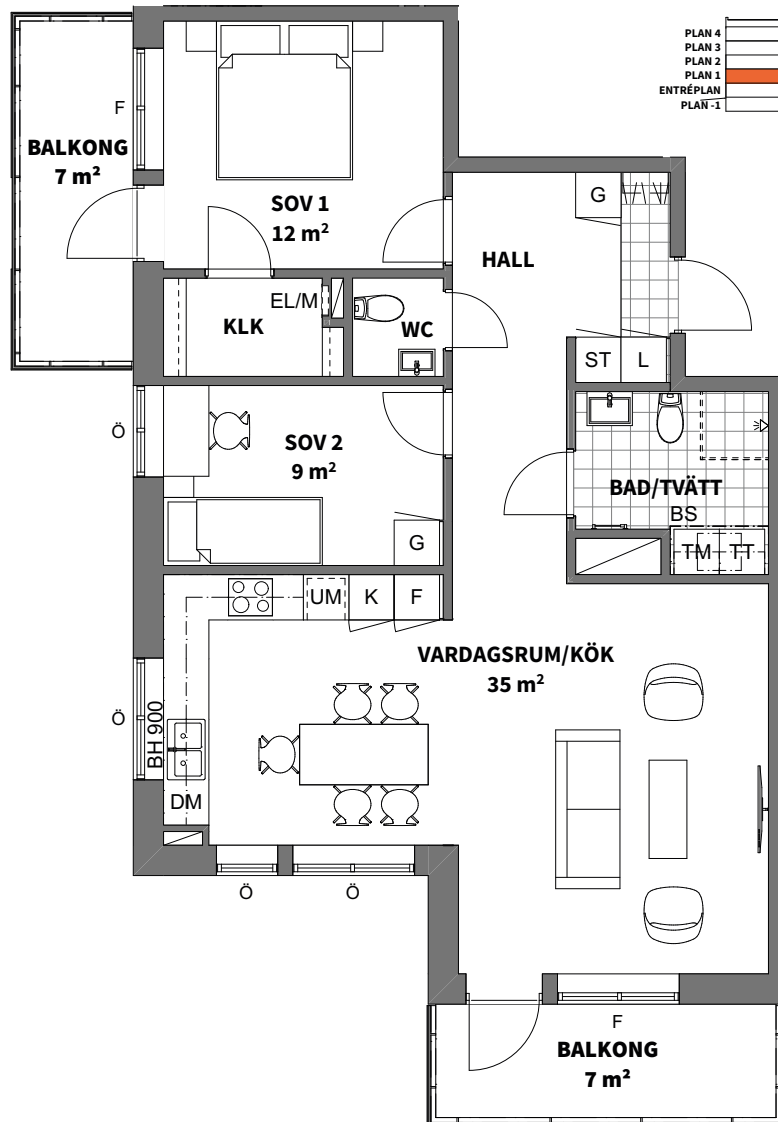 PLAN 4
PLAN 3
PLAN 2
PLAN 1
ENTRÉPLAN
PLAN -1
F
BALKONG
7 m²
SOV 1
12 m²
G
HALL
EL/M
KLK
WC
ST
L
Ö
SOV 2
9 m²
BAD/TVÄTT
BS
G
TM
TT
UM
K
F
VARDAGSRUM/KÖK
35 m²
Ö
BH 900
DM
Ö
Ö
F
BALKONG
7 m²